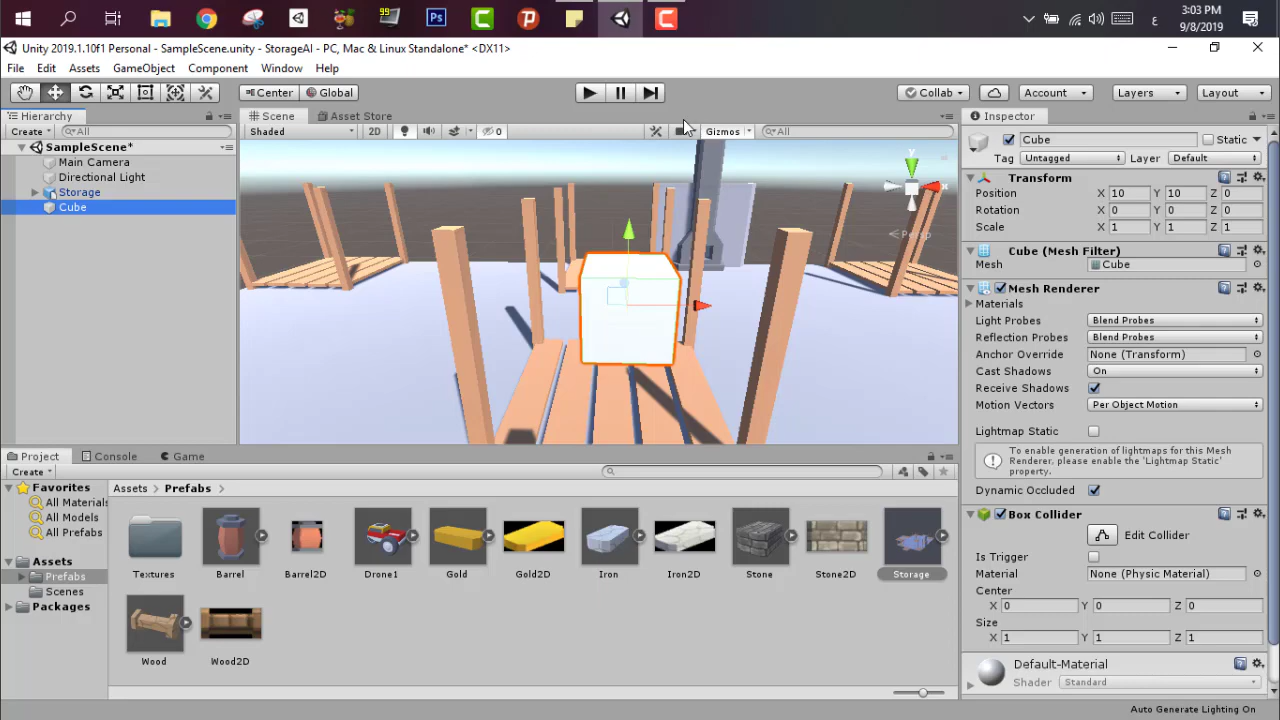 99
Ps
ع
3:03 PM
9/8/2019
Unity 2019.1.10f1 Personal - SampleScene.unity - StorageAI - PC, Mac & Linux Standalone* <DX11>
File Edit Assets GameObject Component Window Help
Center Global Collab Account Layers Layout
Hierarchy
Create All
SampleScene*
Main Camera
Directional Light
Storage
Cube
Scene Asset Store
Shaded 2D 0 Gizmos All
y
x
Persp
Inspector
Cube Static
Tag Untagged Layer Default
Transform
Position X 10 Y 10 Z 0
Rotation X 0 Y 0 Z 0
Scale X 1 Y 1 Z 1
Cube (Mesh Filter)
Mesh Cube
Mesh Renderer
Materials
Light Probes Blend Probes
Reflection Probes Blend Probes
Anchor Override None (Transform)
Cast Shadows On
Receive Shadows
Motion Vectors Per Object Motion
Lightmap Static
To enable generation of lightmaps for this Mesh
Renderer, please enable the 'Lightmap Static'
property.
Dynamic Occluded
Box Collider
Edit Collider
Is Trigger
Material None (Physic Material)
Center
X 0 Y 0 Z 0
Size
X 1 Y 1 Z 1
Default-Material
Shader Standard
Project Console Game
Create
Favorites
All Materials
All Models
All Prefabs
Assets
Prefabs
Scenes
Packages
Assets Prefabs
Textures Barrel Barrel2D Drone1 Gold Gold2D Iron Iron2D Stone Stone2D Storage
Wood Wood2D
Auto Generate Lighting On